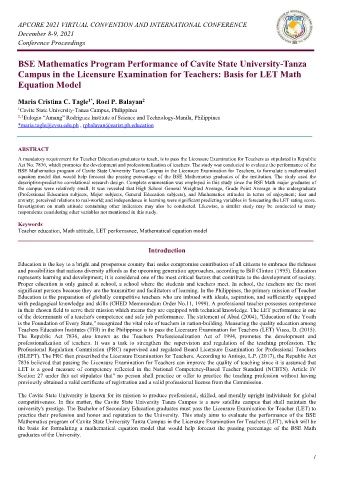 APCORE 2021 VIRTUAL CONVENTION AND INTERNATIONAL CONFERENCE
December 8-9, 2021
Conference Proceedings
BSE Mathematics Program Performance of Cavite State University-Tanza
Campus in the Licensure Examination for Teachers: Basis for LET Math
Equation Model
Maria Cristina C. Tagle1*, Roel P. Balayan2
1 Cavite State University-Tanza Campus, Philippines
2 Eulogio "Amang" Rodriguez Institute of Science and Technology-Manila, Philippines
*maria.tagle@cvsu.edu.ph , rpbalayan@earist.ph.education
ABSTRACT
A mandatory requirement for Teacher Education graduates to teach, is to pass the Licensure Examination for Teachers as stipulated in Republic
Act No. 7836, which promotes the development and professionalization of teachers. The study was conducted to evaluate the performance of the
BSE Mathematics program of Cavite State University Tanza Campus in the Licensure Examination for Teachers, to formulate a mathematical
equation model that would help forecast the passing percentage of the BSE Mathematics graduates of the institution. The study used the
descriptive-predictive correlational research design. Complete enumeration was employed in this study since the BSE Math major graduates of
the campus were relatively small. It was revealed that High School General Weighted Average, Grade Point Average in the undergraduate
(Professional Education subjects, Major subjects, General Education subjects), and Mathematics attitudes in terms of enjoyment; fear and
anxiety; perceived relations to real-world; and independence in learning were significant predicting variables in forecasting the LET rating score.
Investigation on math attitude containing other indicators may also be conducted. Likewise, a similar study may be conducted to many
respondents considering other variables not mentioned in this study.
Keywords
Teacher education, Math attitude, LET performance, Mathematical equation model
Introduction
Education is the key to a bright and prosperous country that seeks compromise contribution of all citizens to embrace the richness
and possibilities that nations diversity affords as the upcoming generation approaches, according to Bill Clinton (1995), Education
represents learning and development; it is considered one of the most critical factors that contribute to the development of society.
Proper education is only gained at school, a school where the students and teachers meet. In school, the teachers are the most
significant persons because they are the transmitter and facilitators of learning. In the Philippines, the primary mission of Teacher
Education is the preparation of globally competitive teachers who are imbued with ideals, aspiration, and sufficiently equipped
with pedagogical knowledge and skills (CHED Memorandum Order No.11, 1999). A professional teacher possesses competence
in their chosen field to serve their mission which means they are equipped with technical knowledge. The LET performance is one
of the determinants of a teacher's competence and sole job performance. The statement of Abad (2004), "Education of the Youth
is the Foundation of Every State," recognized the vital role of teachers in nation-building. Measuring the quality education among
Teachers Education Institutions (TEI) in the Philippines is to pass the Licensure Examination for Teachers (LET) Visco, D. (2015).
The Republic Act 7836, also known as the Teachers Professionalization Act of 1994, promotes the development and
professionalization of teachers. It was a task to strengthen the supervision and regulation of the teaching profession. The
Professional Regulation Commission (PRC) supervised and regulated Board Licensure Examination for Professional Teachers
(BLEPT). The PRC then prescribed the Licensure Examination for Teachers. According to Antiojo, L.P. (2017), the Republic Act
7836 believed that passing the Licensure Examination for Teachers can improve the quality of teaching since it is assumed that
LET is a good measure of competency reflected in the National Competency-Based Teacher Standard (NCBTS). Article IV
Section 27 under this act stipulates that" no person shall practice or offer to practice the teaching profession without having
previously obtained a valid certificate of registration and a valid professional license from the Commission.
The Cavite State University is known for its mission to produce professional, skilled, and morally upright individuals for global
competitiveness. In this matter, the Cavite State University Tanza Campus is a new satellite campus that shall maintain the
university's prestige. The Bachelor of Secondary Education graduates must pass the Licensure Examination for Teacher (LET) to
practice their profession and honor and reputation to the University. This study aims to evaluate the performance of the BSE
Mathematics program of Cavite State University Tanza Campus in the Licensure Examination for Teachers (LET), which will be
the basis for formulating a mathematical equation model that would help forecast the passing percentage of the BSE Math
graduates of the University.
1